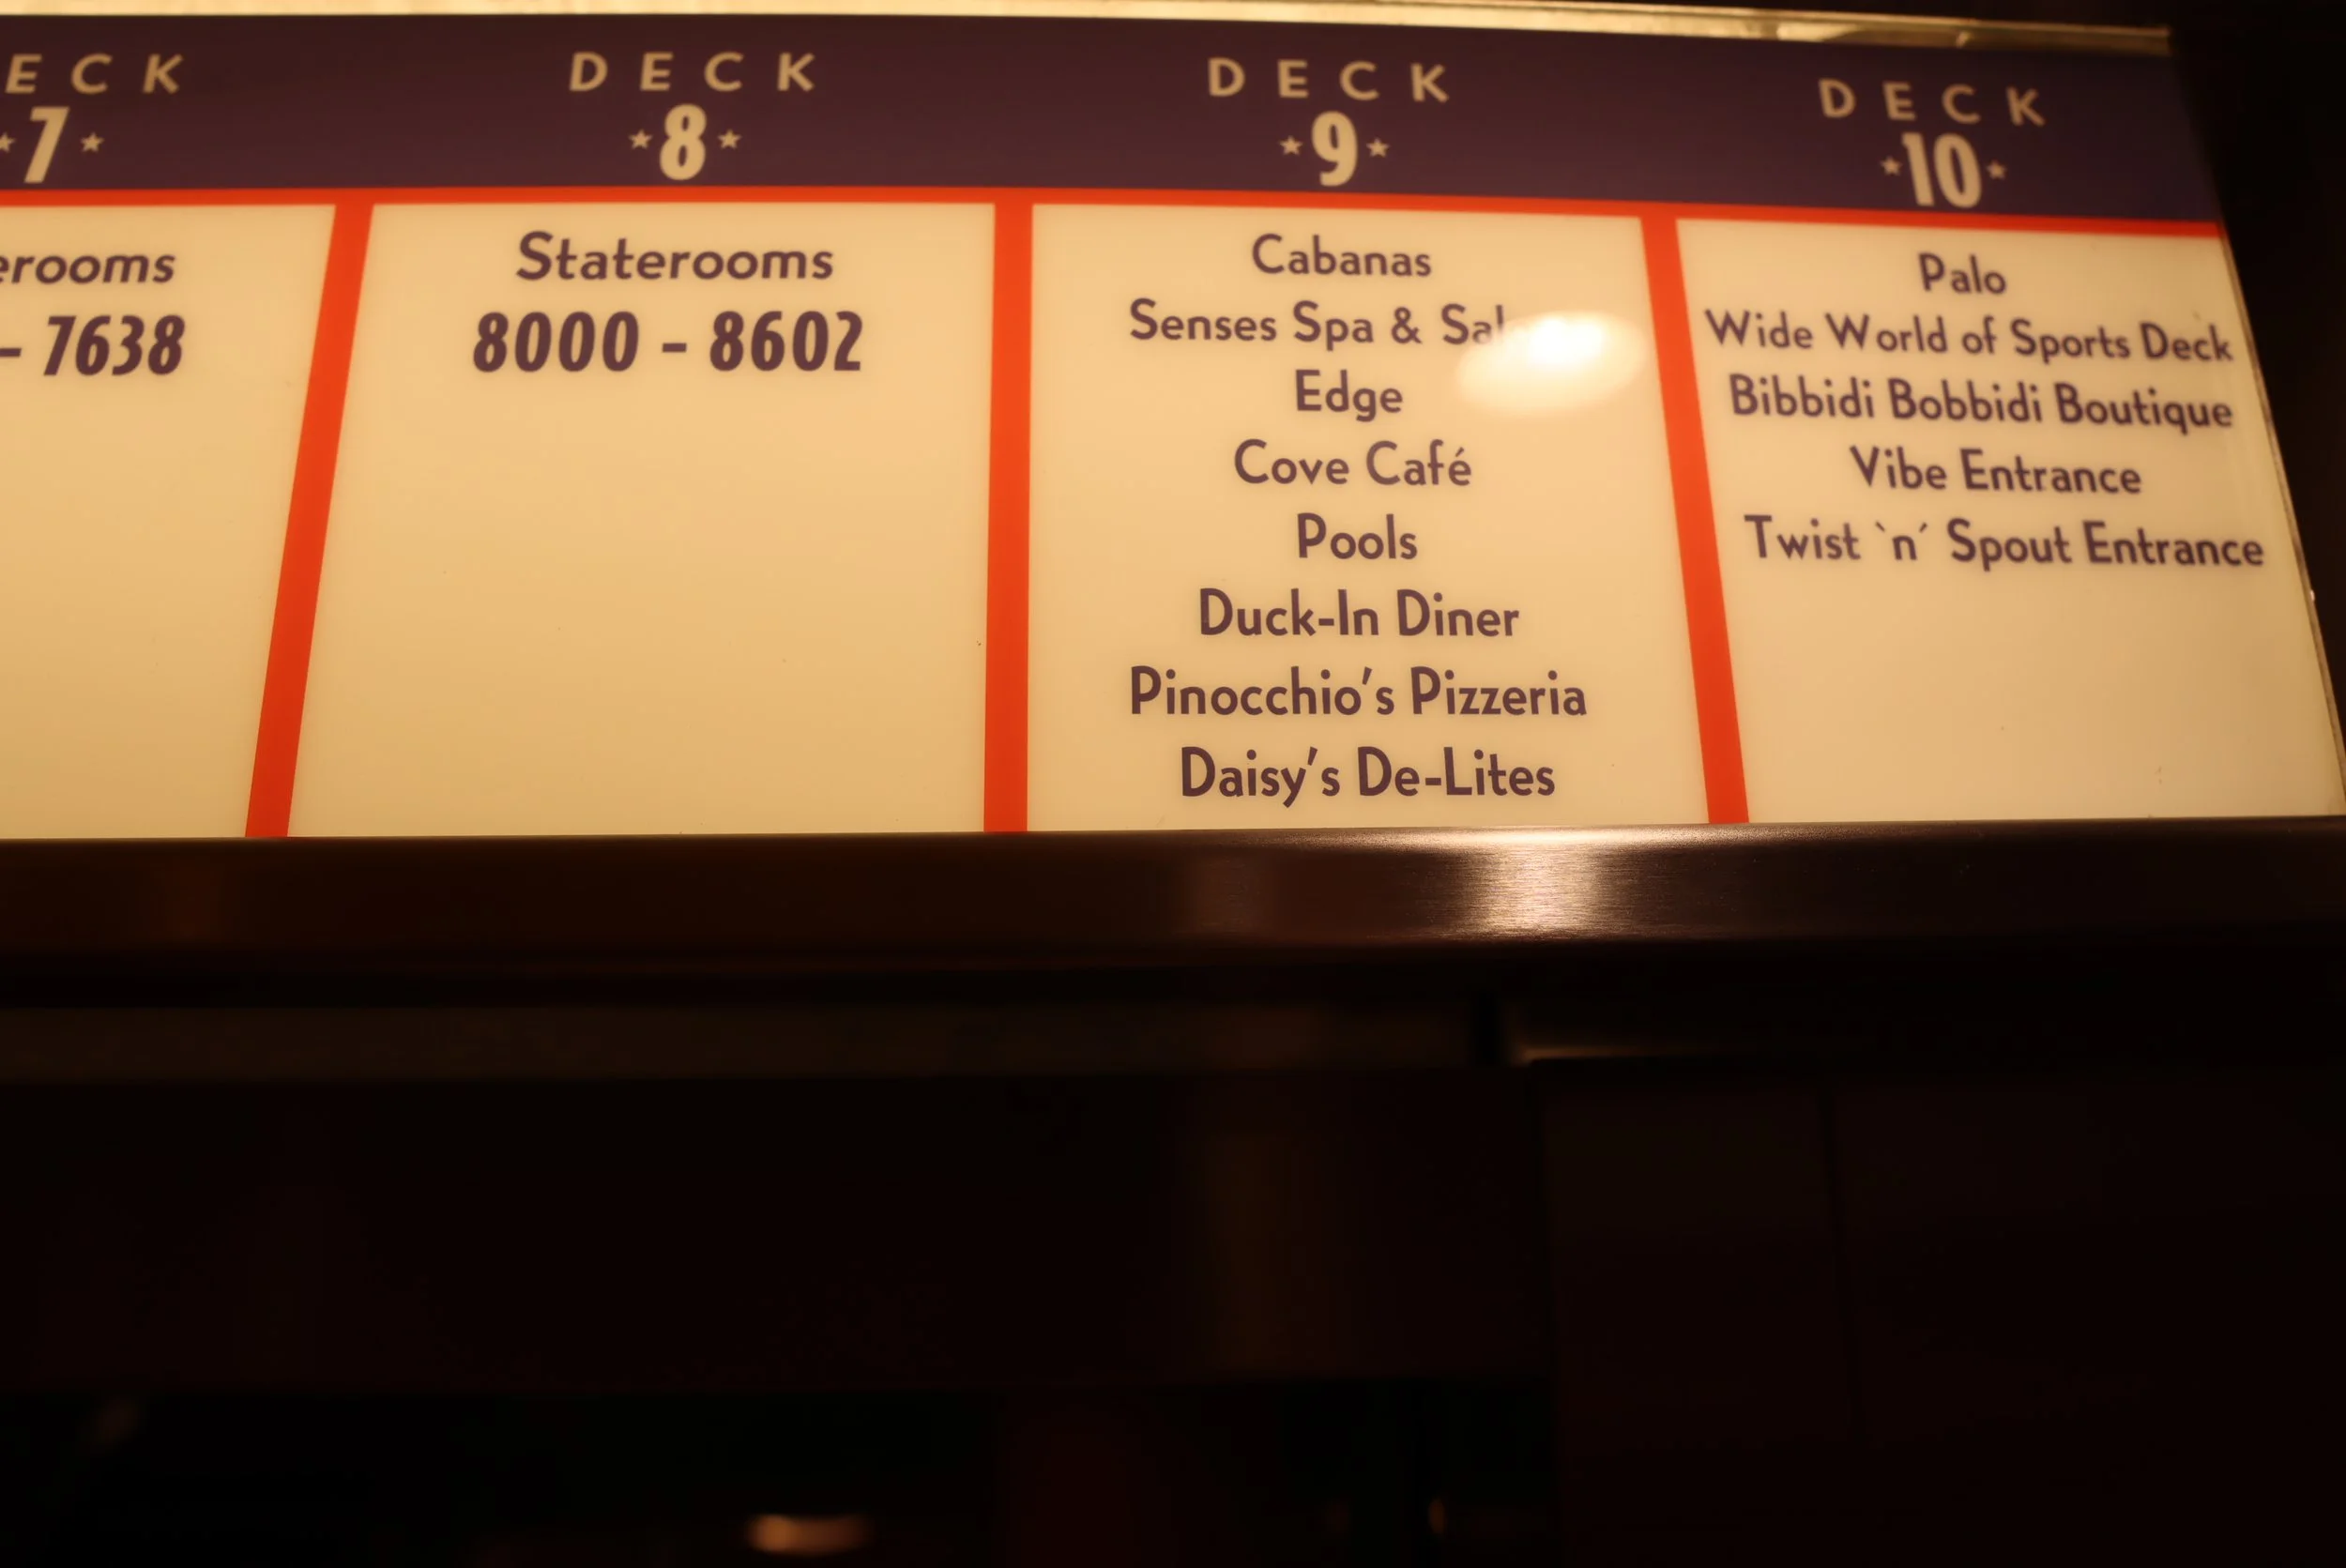 ECK
7
erooms
- 7638
DECK
8
Staterooms
8000 - 8602
DECK
9
Cabanas
Senses Spa &
Edge
Cove Café
Pools
Duck-In Diner
Pinocchio's Pizzeria
Daisy's De-Lites
DECK
10
Palo
Wide World of Sports Deck
Bibbidi Bobbidi Boutique
Vibe Entrance
Twist `n´ Spout Entrance